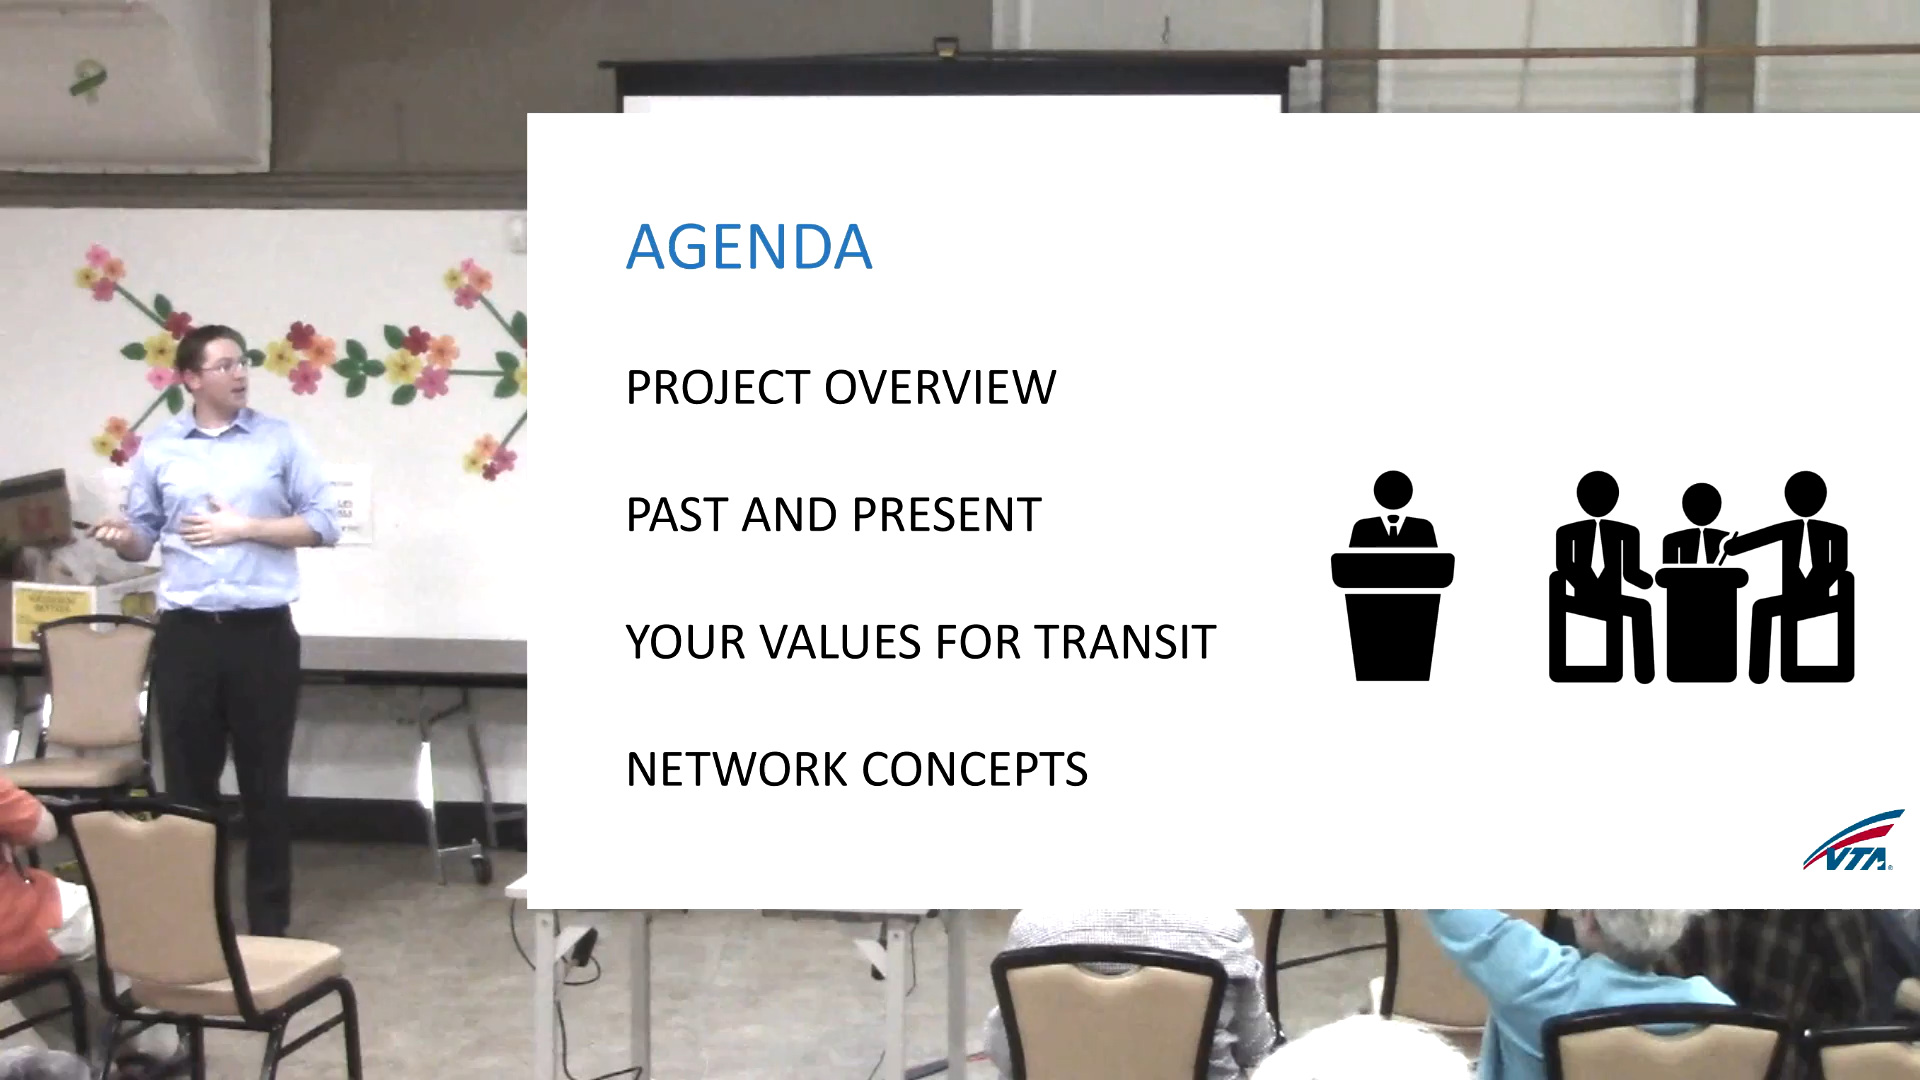 AGENDA
PROJECT OVERVIEW
PAST AND PRESENT
YOUR VALUES FOR TRANSIT
NETWORK CONCEPTS
VTA